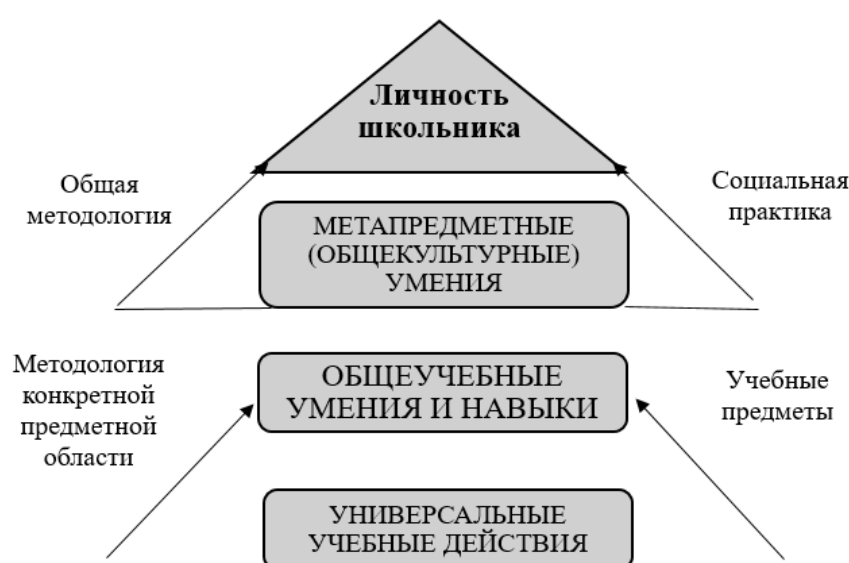 Личность
школьника
Общая
методология
Социальная
практика
МЕТАПРЕДМЕТНЫЕ
(ОБЩЕКУЛЬТУРНЫЕ)
УМЕНИЯ
Методология
конкретной
предметной
области
ОБЩЕУЧЕБНЫЕ
УМЕНИЯ И НАВЫКИ
Учебные
предметы
УНИВЕРСАЛЬНЫЕ
УЧЕБНЫЕ ДЕЙСТВИЯ